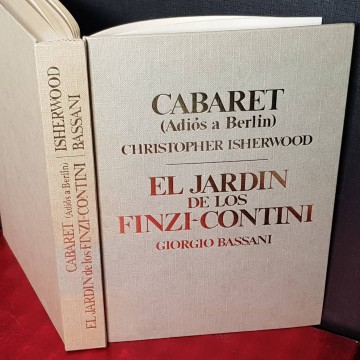 CABARET (Adiós a Berlin) ISHERWOOD
EL JARDIN de los FINZI-CONTINI BASSANI
CABARET
(Adiós a Berlin)
CHRISTOPHER ISHERWOOD
EL JARDIN
DE LOS
FINZI-CONTINI
GIORGIO BASSANI